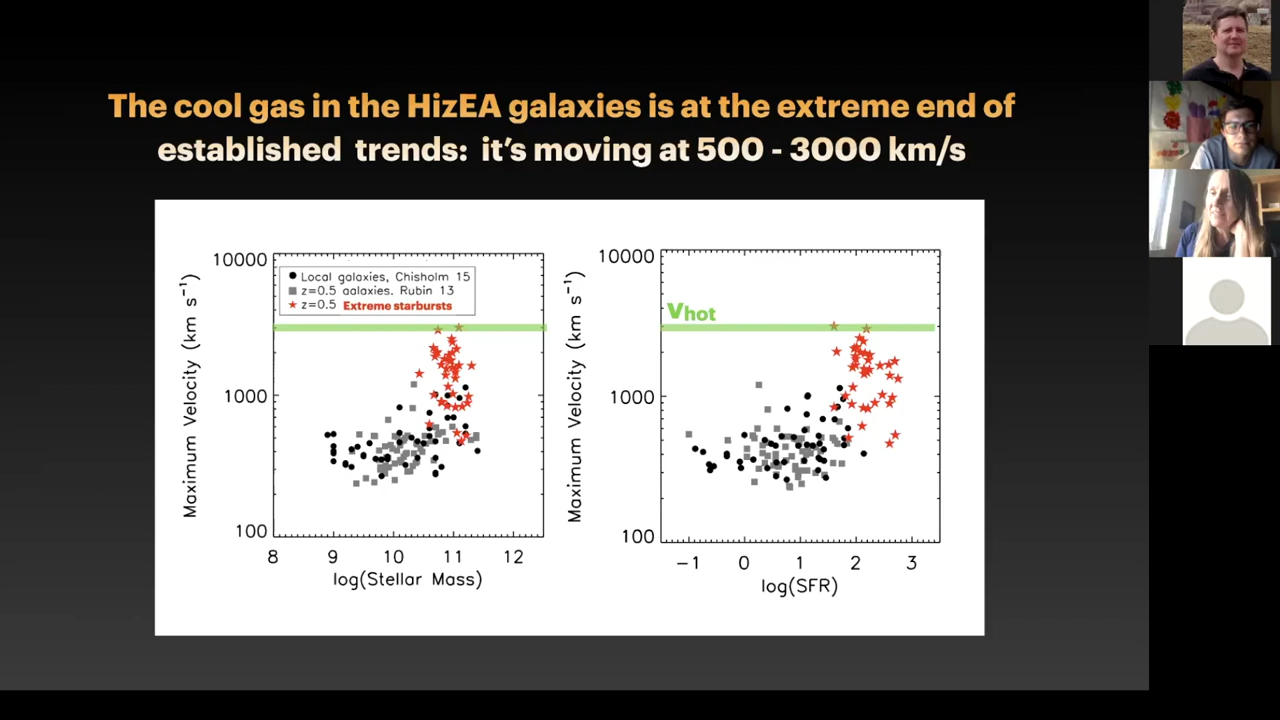 The cool gas in the HizEA galaxies is at the extreme end of
established trends: it's moving at 500 - 3000 km/s
10000
1000
100
Maximum Velocity (km s⁻¹)
Local galaxies, Chisholm 15
z=0.5 galaxies. Rubin 13
z=0.5 Extreme starbursts
8 9 10 11 12
log(Stellar Mass)
10000
1000
100
Maximum Velocity (km s⁻¹)
vhot
−1 0 1 2 3
log(SFR)